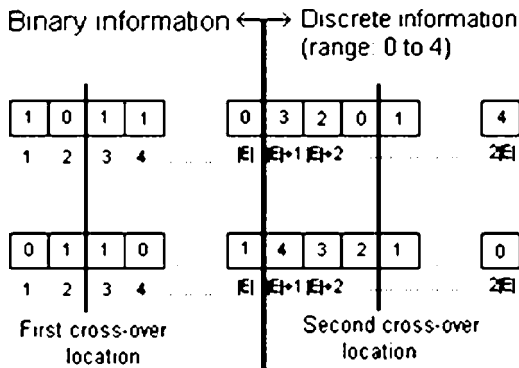 Binary information ↔ Discrete information
(range: 0 to 4)
1 0 1 1 0 3 2 0 1 4
1 2 3 4 ... ... |E| |E|+1 |E|+2 ... 2|E|
0 1 1 0 1 4 3 2 1 0
1 2 3 4 ... ... |E| |E|+1 |E|+2 ... 2|E|
First cross-over Second cross-over
location location